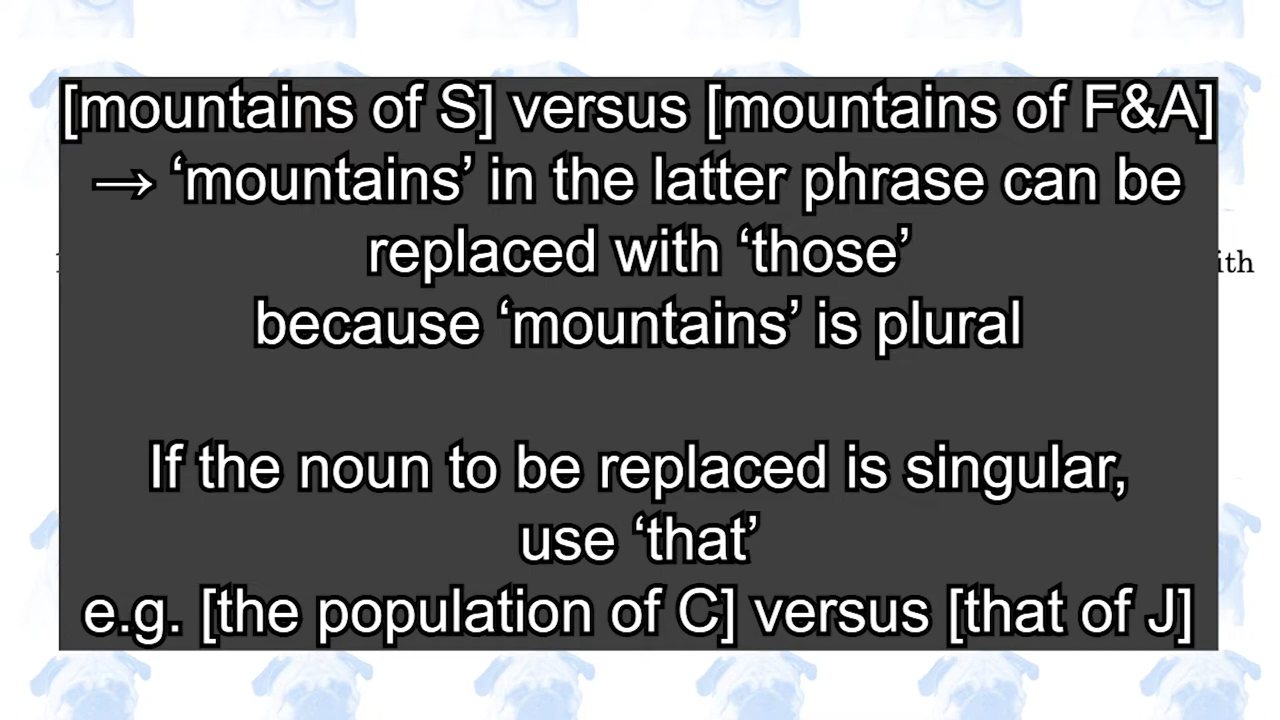 [mountains of S] versus [mountains of F&A]
→ ‘mountains’ in the latter phrase can be
replaced with ‘those’
ith
because ‘mountains’ is plural
If the noun to be replaced is singular,
use ‘that’
e.g. [the population of C] versus [that of J]